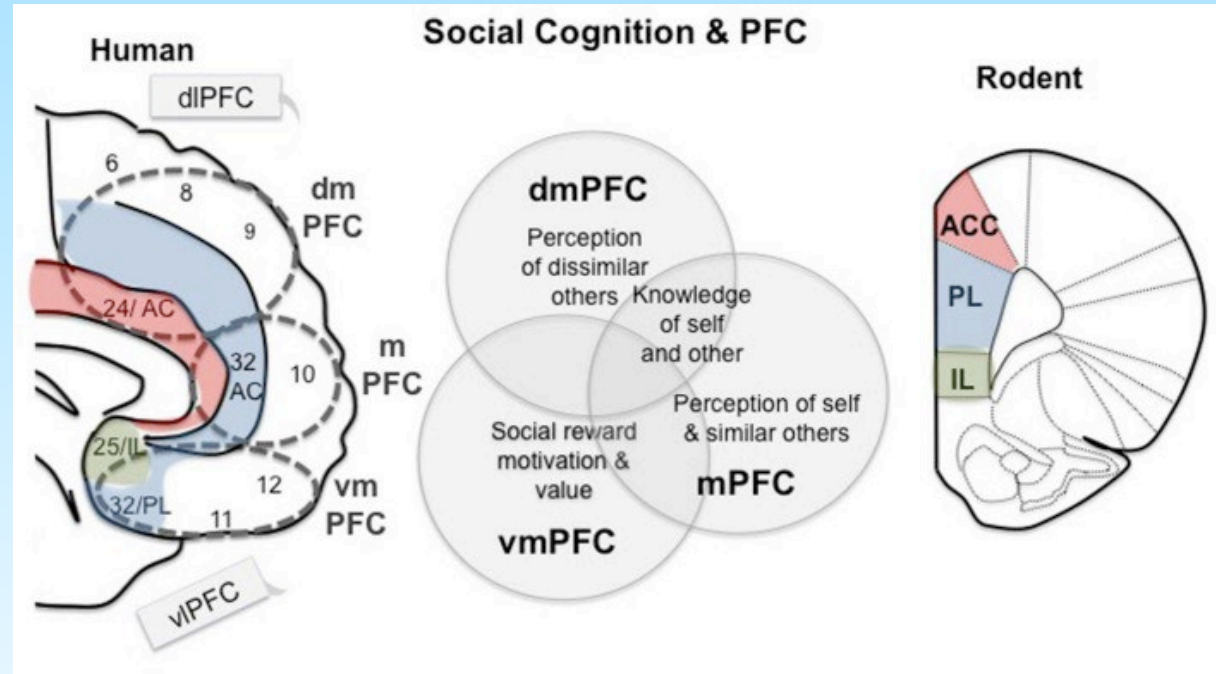 Social Cognition & PFC
Human
dlPFC
6
8
9
dm
PFC
24/ AC
32
AC
10
m
PFC
25/IL
32/PL
12
11
vm
PFC
vlPFC
dmPFC
Perception
of dissimilar
others
Knowledge
of self
and other
Perception of self
& similar others
mPFC
Social reward
motivation &
value
vmPFC
Rodent
ACC
PL
IL